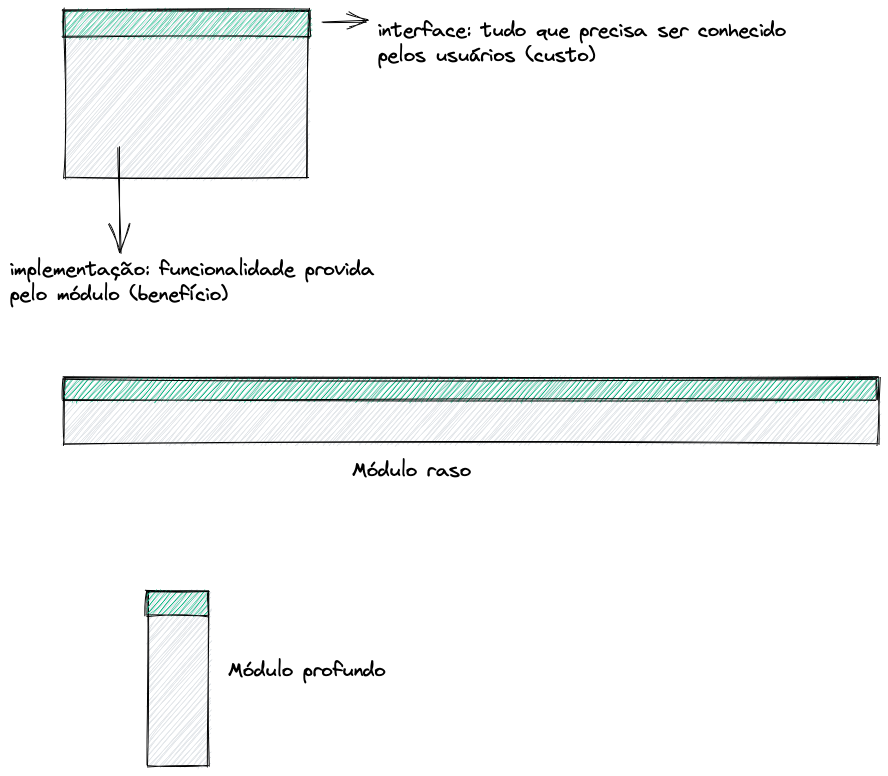 interface: tudo que precisa ser conhecido
pelos usuários (custo)
implementação: funcionalidade provida
pelo módulo (benefício)
Módulo raso
Módulo profundo